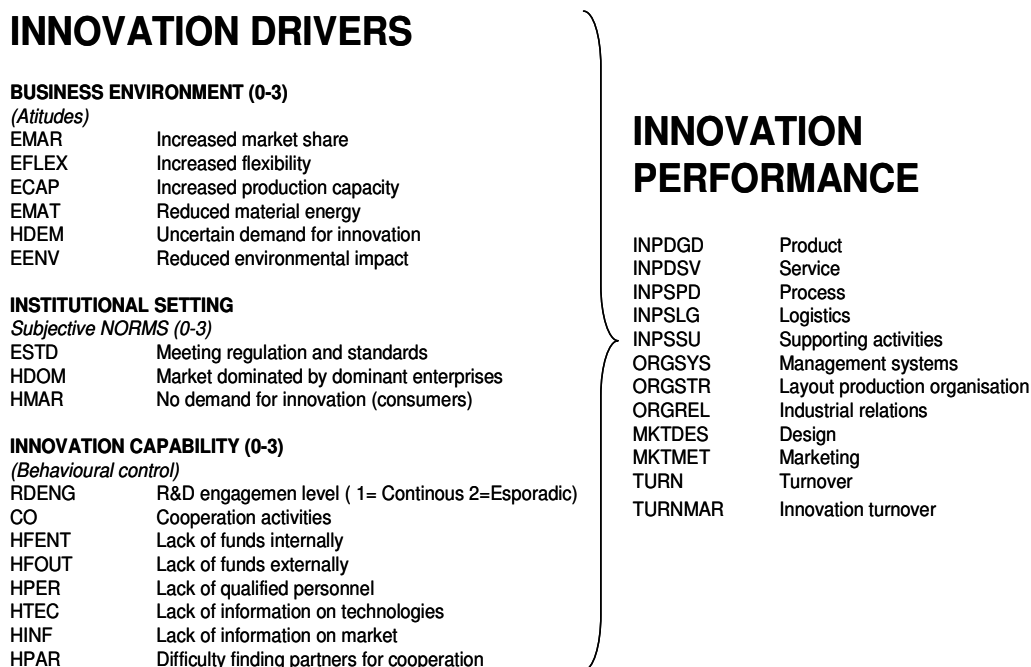 INNOVATION DRIVERS
BUSINESS ENVIRONMENT (0-3)
(Atitudes)
EMAR Increased market share
EFLEX Increased flexibility
ECAP Increased production capacity
EMAT Reduced material energy
HDEM Uncertain demand for innovation
EENV Reduced environmental impact
INSTITUTIONAL SETTING
Subjective NORMS (0-3)
ESTD Meeting regulation and standards
HDOM Market dominated by dominant enterprises
HMAR No demand for innovation (consumers)
INNOVATION CAPABILITY (0-3)
(Behavioural control)
RDENG R&D engagemen level ( 1= Continous 2=Esporadic)
CO Cooperation activities
HFENT Lack of funds internally
HFOUT Lack of funds externally
HPER Lack of qualified personnel
HTEC Lack of information on technologies
HINF Lack of information on market
HPAR Difficulty finding partners for cooperation
INNOVATION
PERFORMANCE
INPDGD Product
INPDSV Service
INPSPD Process
INPSLG Logistics
INPSSU Supporting activities
ORGSYS Management systems
ORGSTR Layout production organisation
ORGREL Industrial relations
MKTDES Design
MKTMET Marketing
TURN Turnover
TURNMAR Innovation turnover